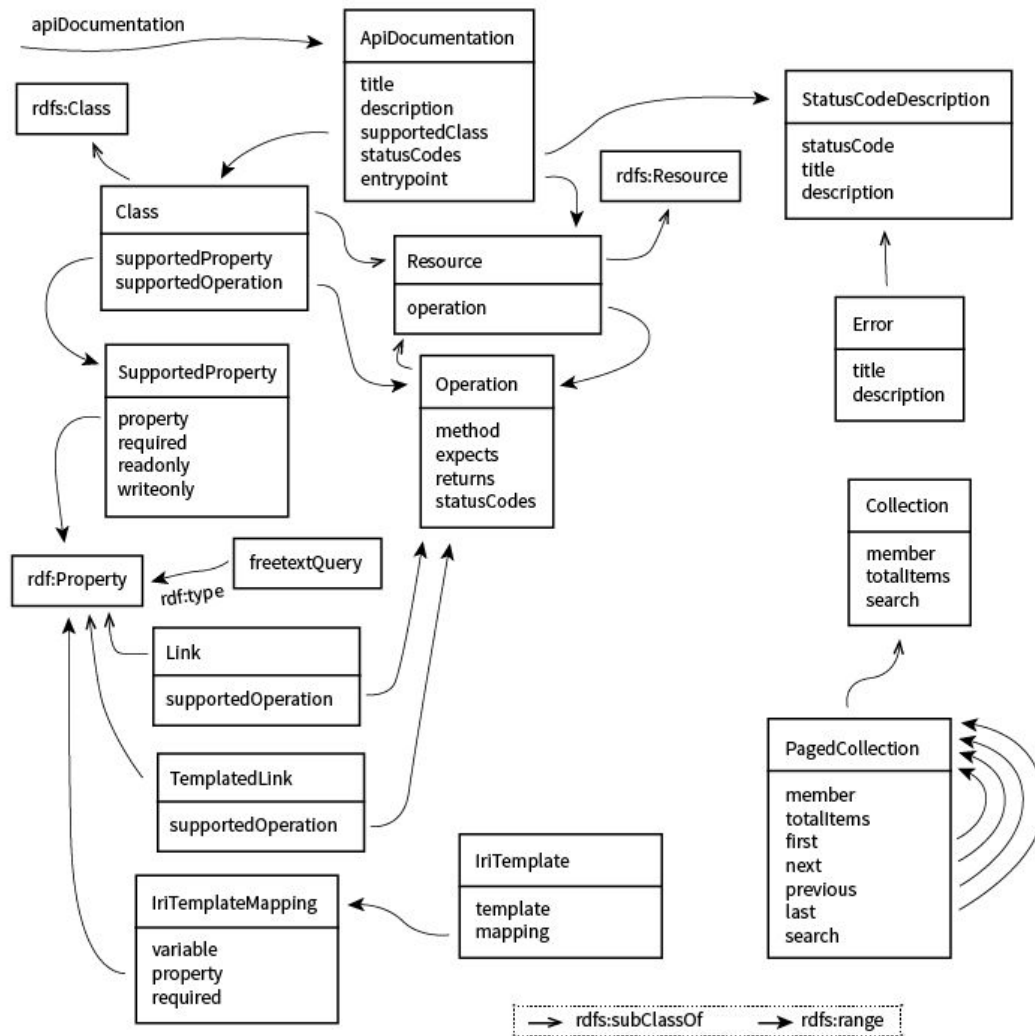 apiDocumentation
ApiDocumentation
title
description
supportedClass
statusCodes
entrypoint
rdfs:Class
StatusCodeDescription
statusCode
title
description
rdfs:Resource
Class
supportedProperty
supportedOperation
Resource
operation
Error
title
description
SupportedProperty
property
required
readonly
writeonly
Operation
method
expects
returns
statusCodes
Collection
member
totalItems
search
rdf:Property
rdf:type
freetextQuery
Link
supportedOperation
TemplatedLink
supportedOperation
PagedCollection
member
totalItems
first
next
previous
last
search
IriTemplate
template
mapping
IriTemplateMapping
variable
property
required
rdfs:subClassOf
rdfs:range